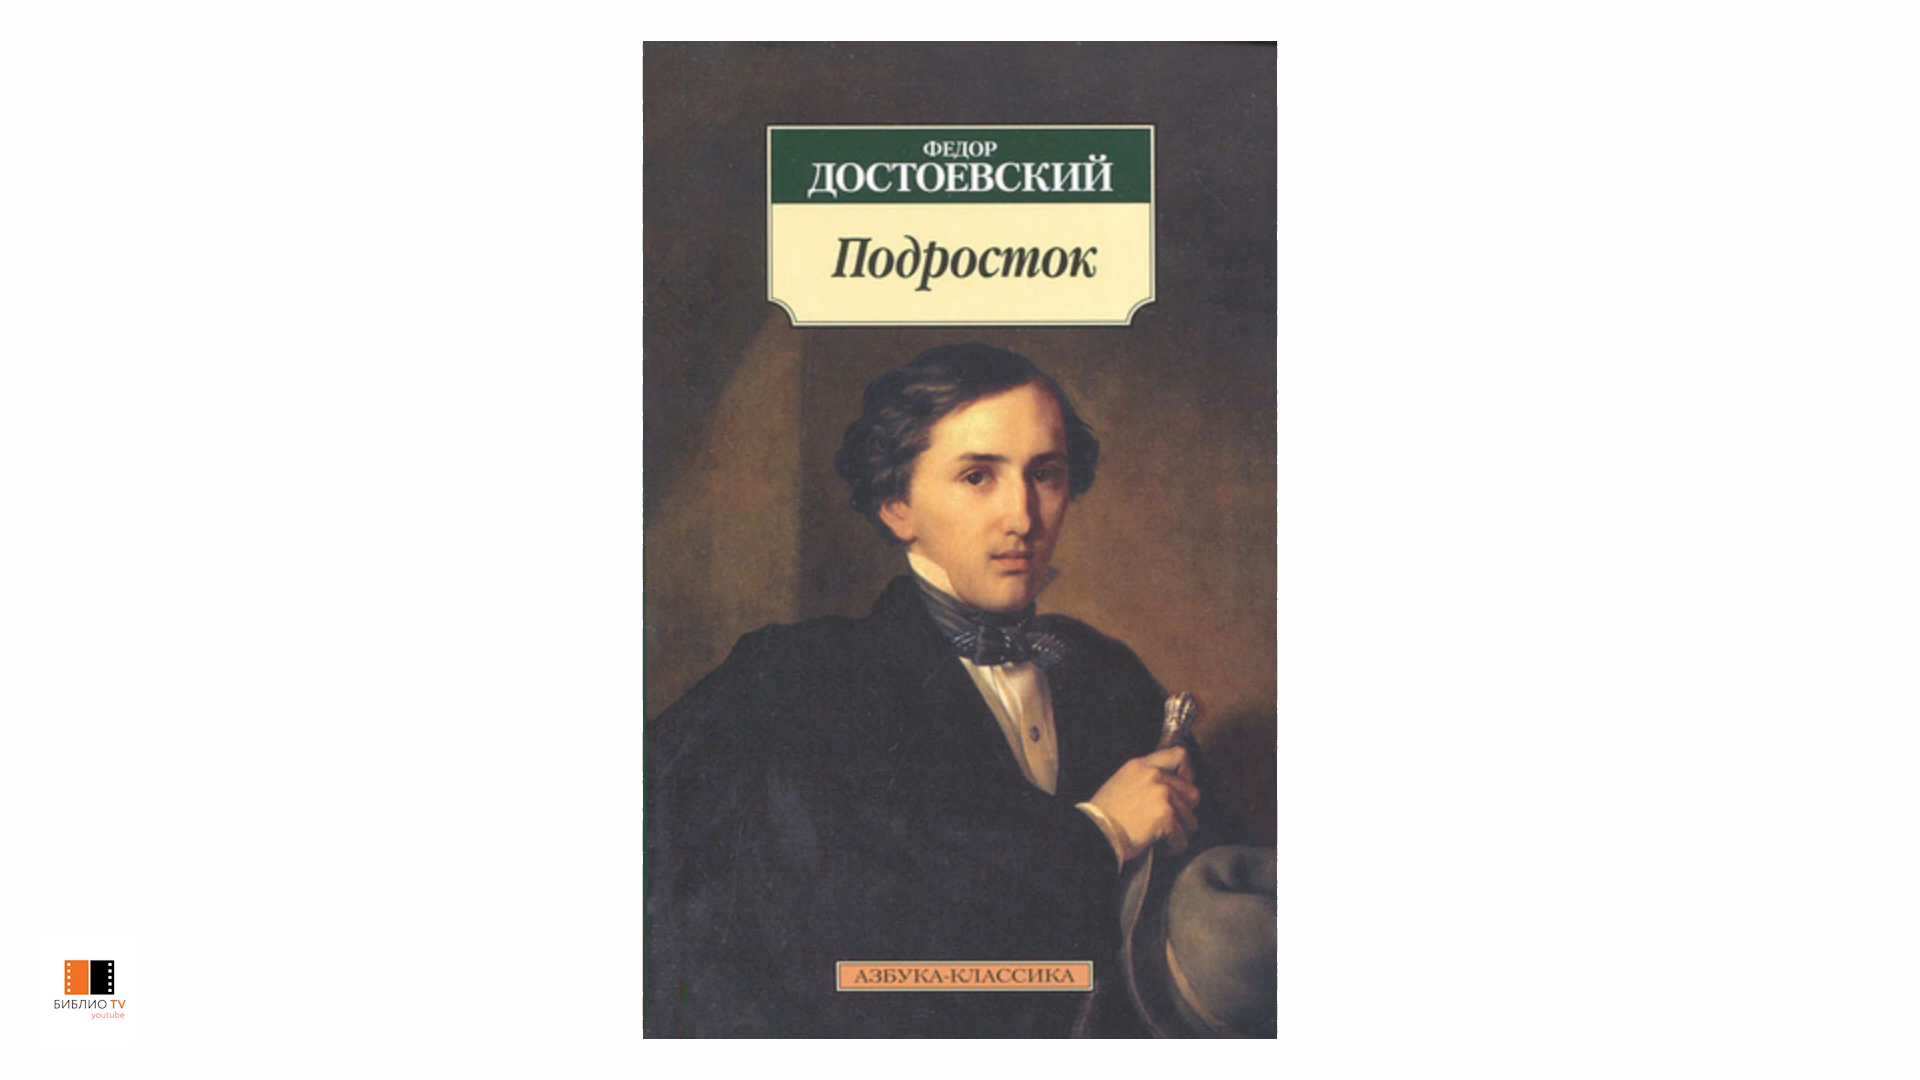 ФЕДОР
ДОСТОЕВСКИЙ
Подросток
АЗБУКА-КЛАССИКА
БИБЛИО TV
youtube